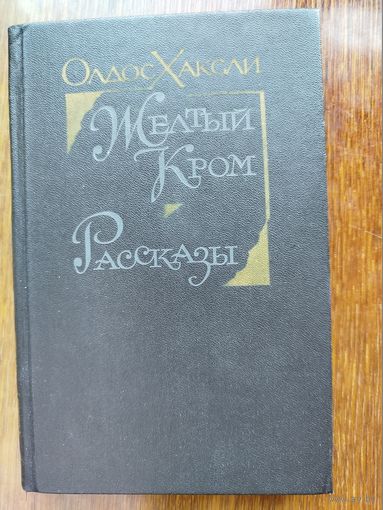 Олдос Хаксли
Желтый
Кром
Рассказы